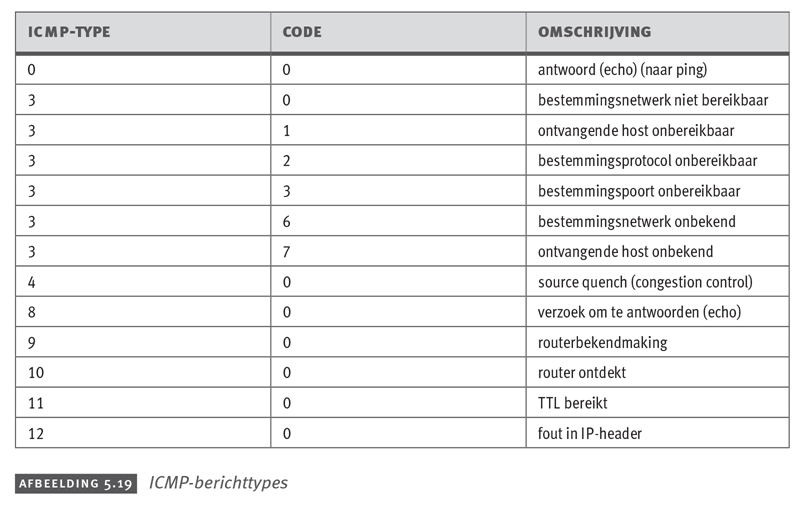 ICMP-TYPE CODE OMSCHRIJVING
0 0 antwoord (echo) (naar ping)
3 0 bestemmingsnetwerk niet bereikbaar
3 1 ontvangende host onbereikbaar
3 2 bestemmingsprotocol onbereikbaar
3 3 bestemmingspoort onbereikbaar
3 6 bestemmingsnetwerk onbekend
3 7 ontvangende host onbekend
4 0 source quench (congestion control)
8 0 verzoek om te antwoorden (echo)
9 0 routerbekendmaking
10 0 router ontdekt
11 0 TTL bereikt
12 0 fout in IP-header
AFBEELDING 5.19 ICMP-berichttypes